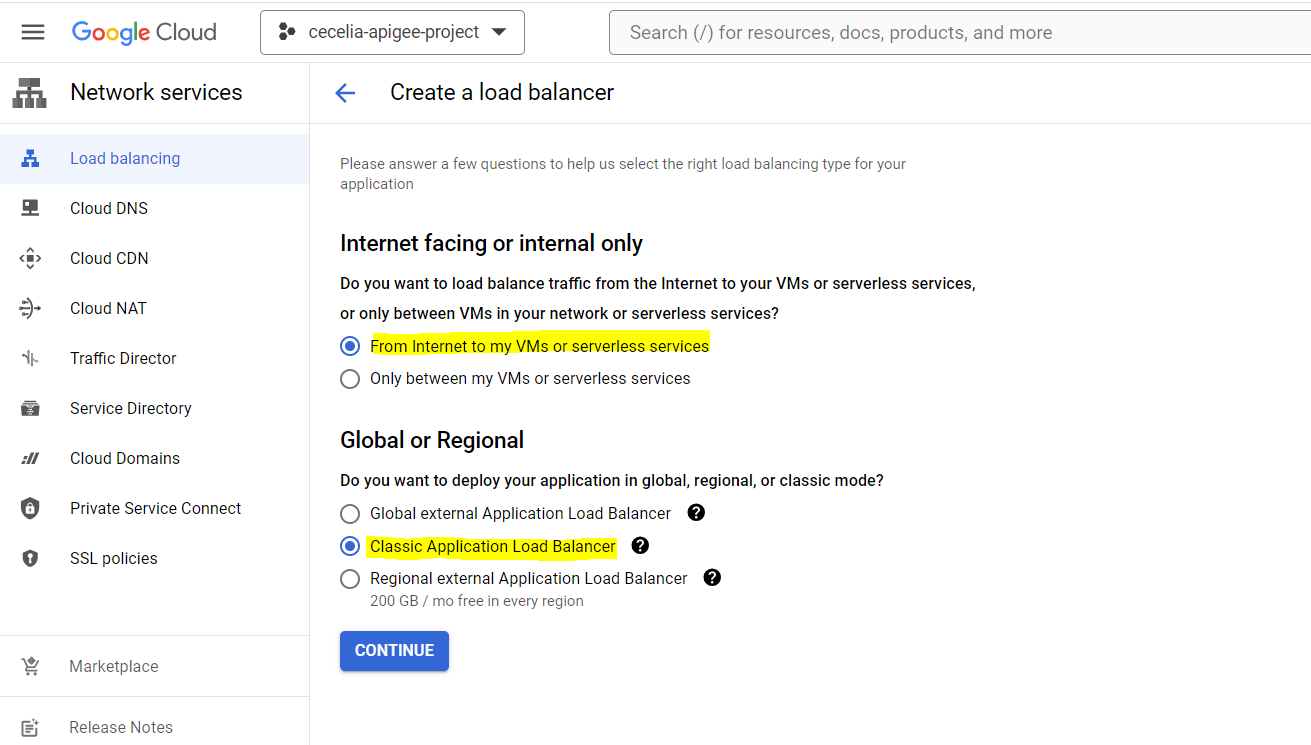 Google Cloud
cecelia-apigee-project
Search (/) for resources, docs, products, and more
Network services
Create a load balancer
Load balancing
Cloud DNS
Cloud CDN
Cloud NAT
Traffic Director
Service Directory
Cloud Domains
Private Service Connect
SSL policies
Marketplace
Release Notes
Please answer a few questions to help us select the right load balancing type for your
application
Internet facing or internal only
Do you want to load balance traffic from the Internet to your VMs or serverless services,
or only between VMs in your network or serverless services?
From Internet to my VMs or serverless services
Only between my VMs or serverless services
Global or Regional
Do you want to deploy your application in global, regional, or classic mode?
Global external Application Load Balancer ?
Classic Application Load Balancer ?
Regional external Application Load Balancer ?
200 GB / mo free in every region
CONTINUE